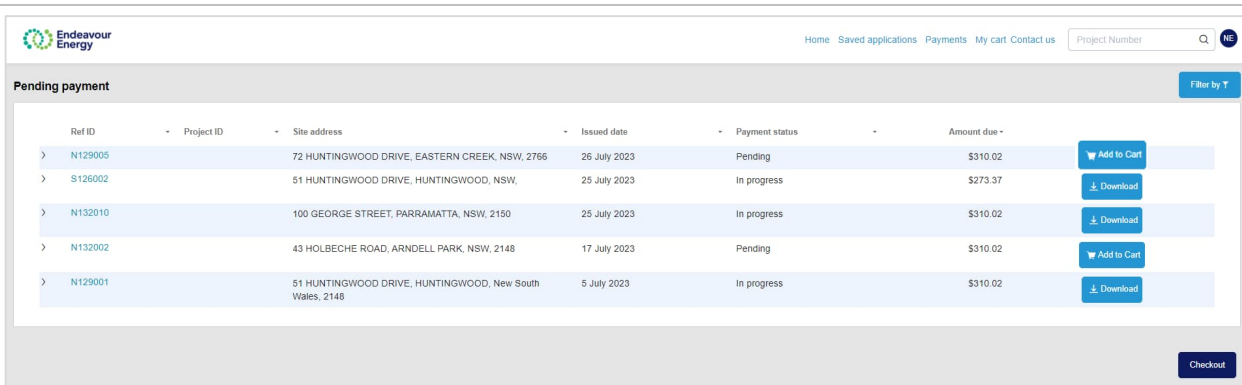 Endeavour
Energy
Home Saved applications Payments My cart Contact us Project Number NE
Pending payment
Filter by
Ref ID Project ID Site address Issued date Payment status Amount due
N129005 72 HUNTINGWOOD DRIVE, EASTERN CREEK, NSW, 2766 26 July 2023 Pending $310.02 Add to Cart
S126002 51 HUNTINGWOOD DRIVE, HUNTINGWOOD, NSW, 25 July 2023 In progress $273.37 Download
N132010 100 GEORGE STREET, PARRAMATTA, NSW, 2150 25 July 2023 In progress $310.02 Download
N132002 43 HOLBECHE ROAD, ARNDELL PARK, NSW, 2148 17 July 2023 Pending $310.02 Add to Cart
N129001 51 HUNTINGWOOD DRIVE, HUNTINGWOOD, New South 5 July 2023 In progress $310.02 Download
Wales, 2148
Checkout